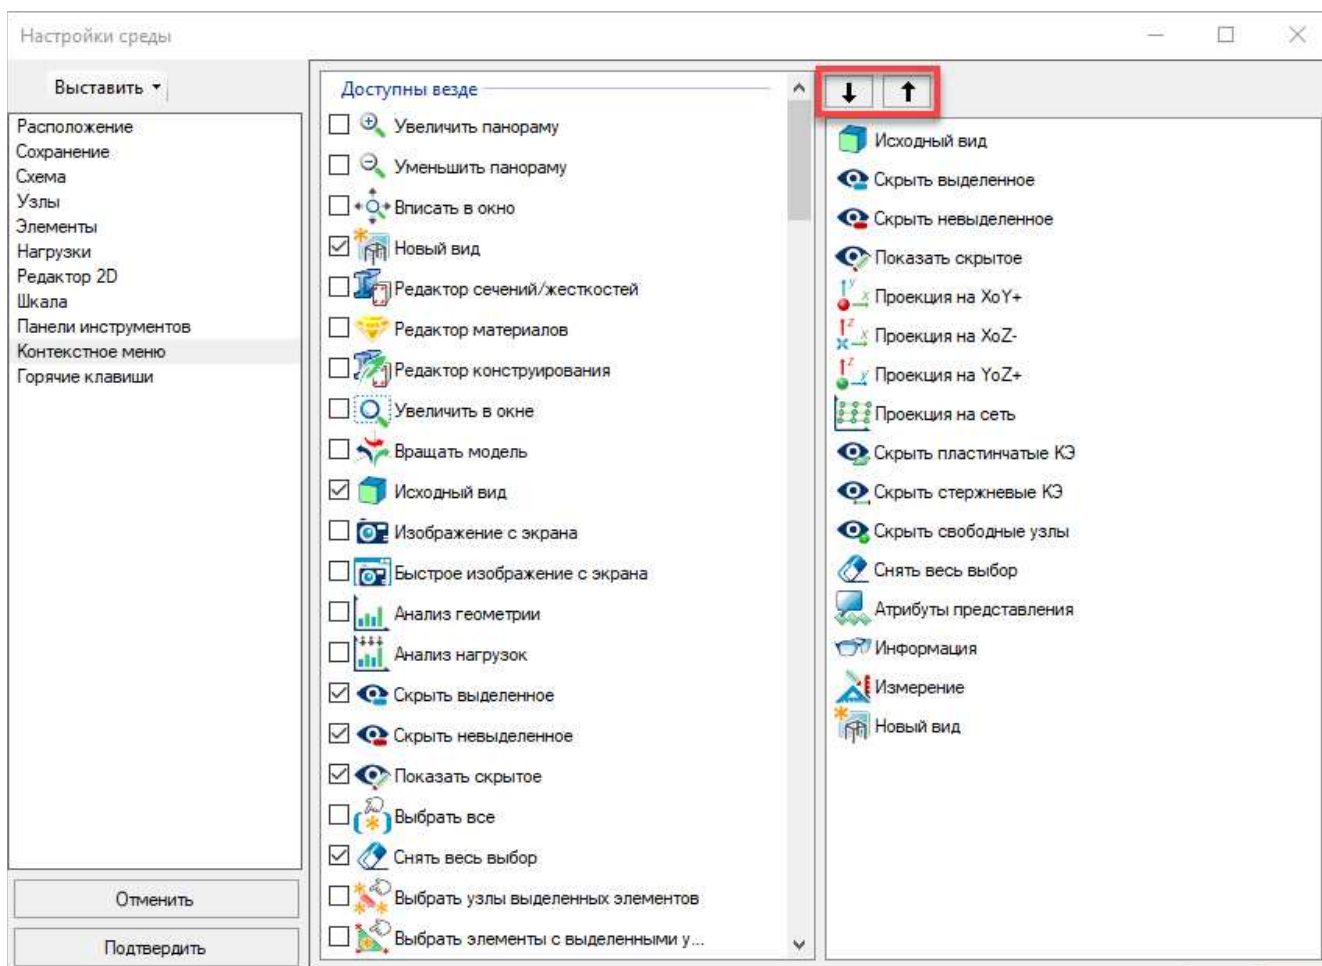 Настройки среды
Выставить
Расположение
Сохранение
Схема
Узлы
Элементы
Нагрузки
Редактор 2D
Шкала
Панели инструментов
Контекстное меню
Горячие клавиши
Отменить
Подтвердить
Доступны везде
Увеличить панораму
Уменьшить панораму
Вписать в окно
Новый вид
Редактор сечений/жесткостей
Редактор материалов
Редактор конструирования
Увеличить в окне
Вращать модель
Исходный вид
Изображение с экрана
Быстрое изображение с экрана
Анализ геометрии
Анализ нагрузок
Скрыть выделенное
Скрыть невыделенное
Показать скрытое
Выбрать все
Снять весь выбор
Выбрать узлы выделенных элементов
Выбрать элементы с выделенными у...
Исходный вид
Скрыть выделенное
Скрыть невыделенное
Показать скрытое
Проекция на XoY+
Проекция на XoZ-
Проекция на YoZ+
Проекция на сеть
Скрыть пластинчатые КЭ
Скрыть стержневые КЭ
Скрыть свободные узлы
Снять весь выбор
Атрибуты представления
Информация
Измерение
Новый вид